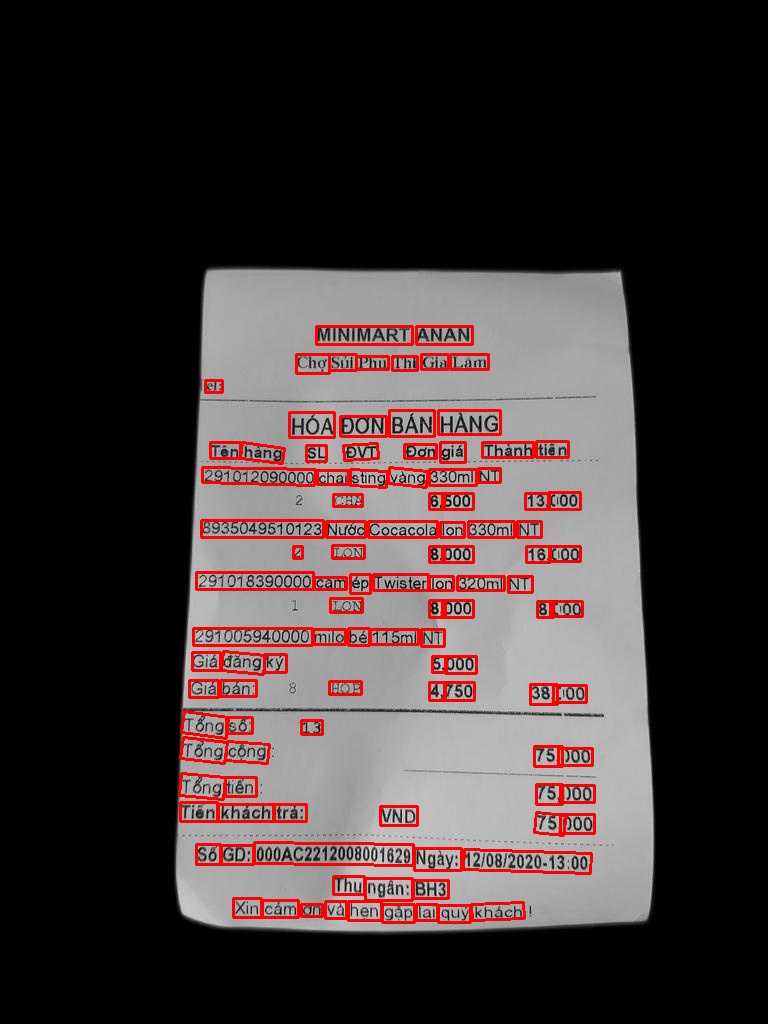 MINIMART ANAN
Chợ Sủi Phu Thi Gia Lâm
el:
HÓA ĐƠN BÁN HÀNG
Tên hàng SL ĐVT Đơn giá Thành tiền
291012090000 chai sting vàng 330ml NT
2 CHA 6,500 13,000
8935049510123 Nước Cocacola lon 330ml NT
2 LON 8,000 16,000
291018390000 cam ép Twister lon 320ml NT
1 LON 8,000 8,000
291005940000 milo bé 115ml NT
Giá đăng ký 5.000
Giá bán: 8 HOP 4,750 38,000
Tổng số: 13
Tổng cộng : 75,000
Tổng tiền : 75,000
Tiền khách trả: VND 75,000
Số GD: 000AC2212008001629 Ngày: 12/08/2020-13:00
Thu ngân: BH3
Xin cảm ơn và hẹn gặp lại quý khách !